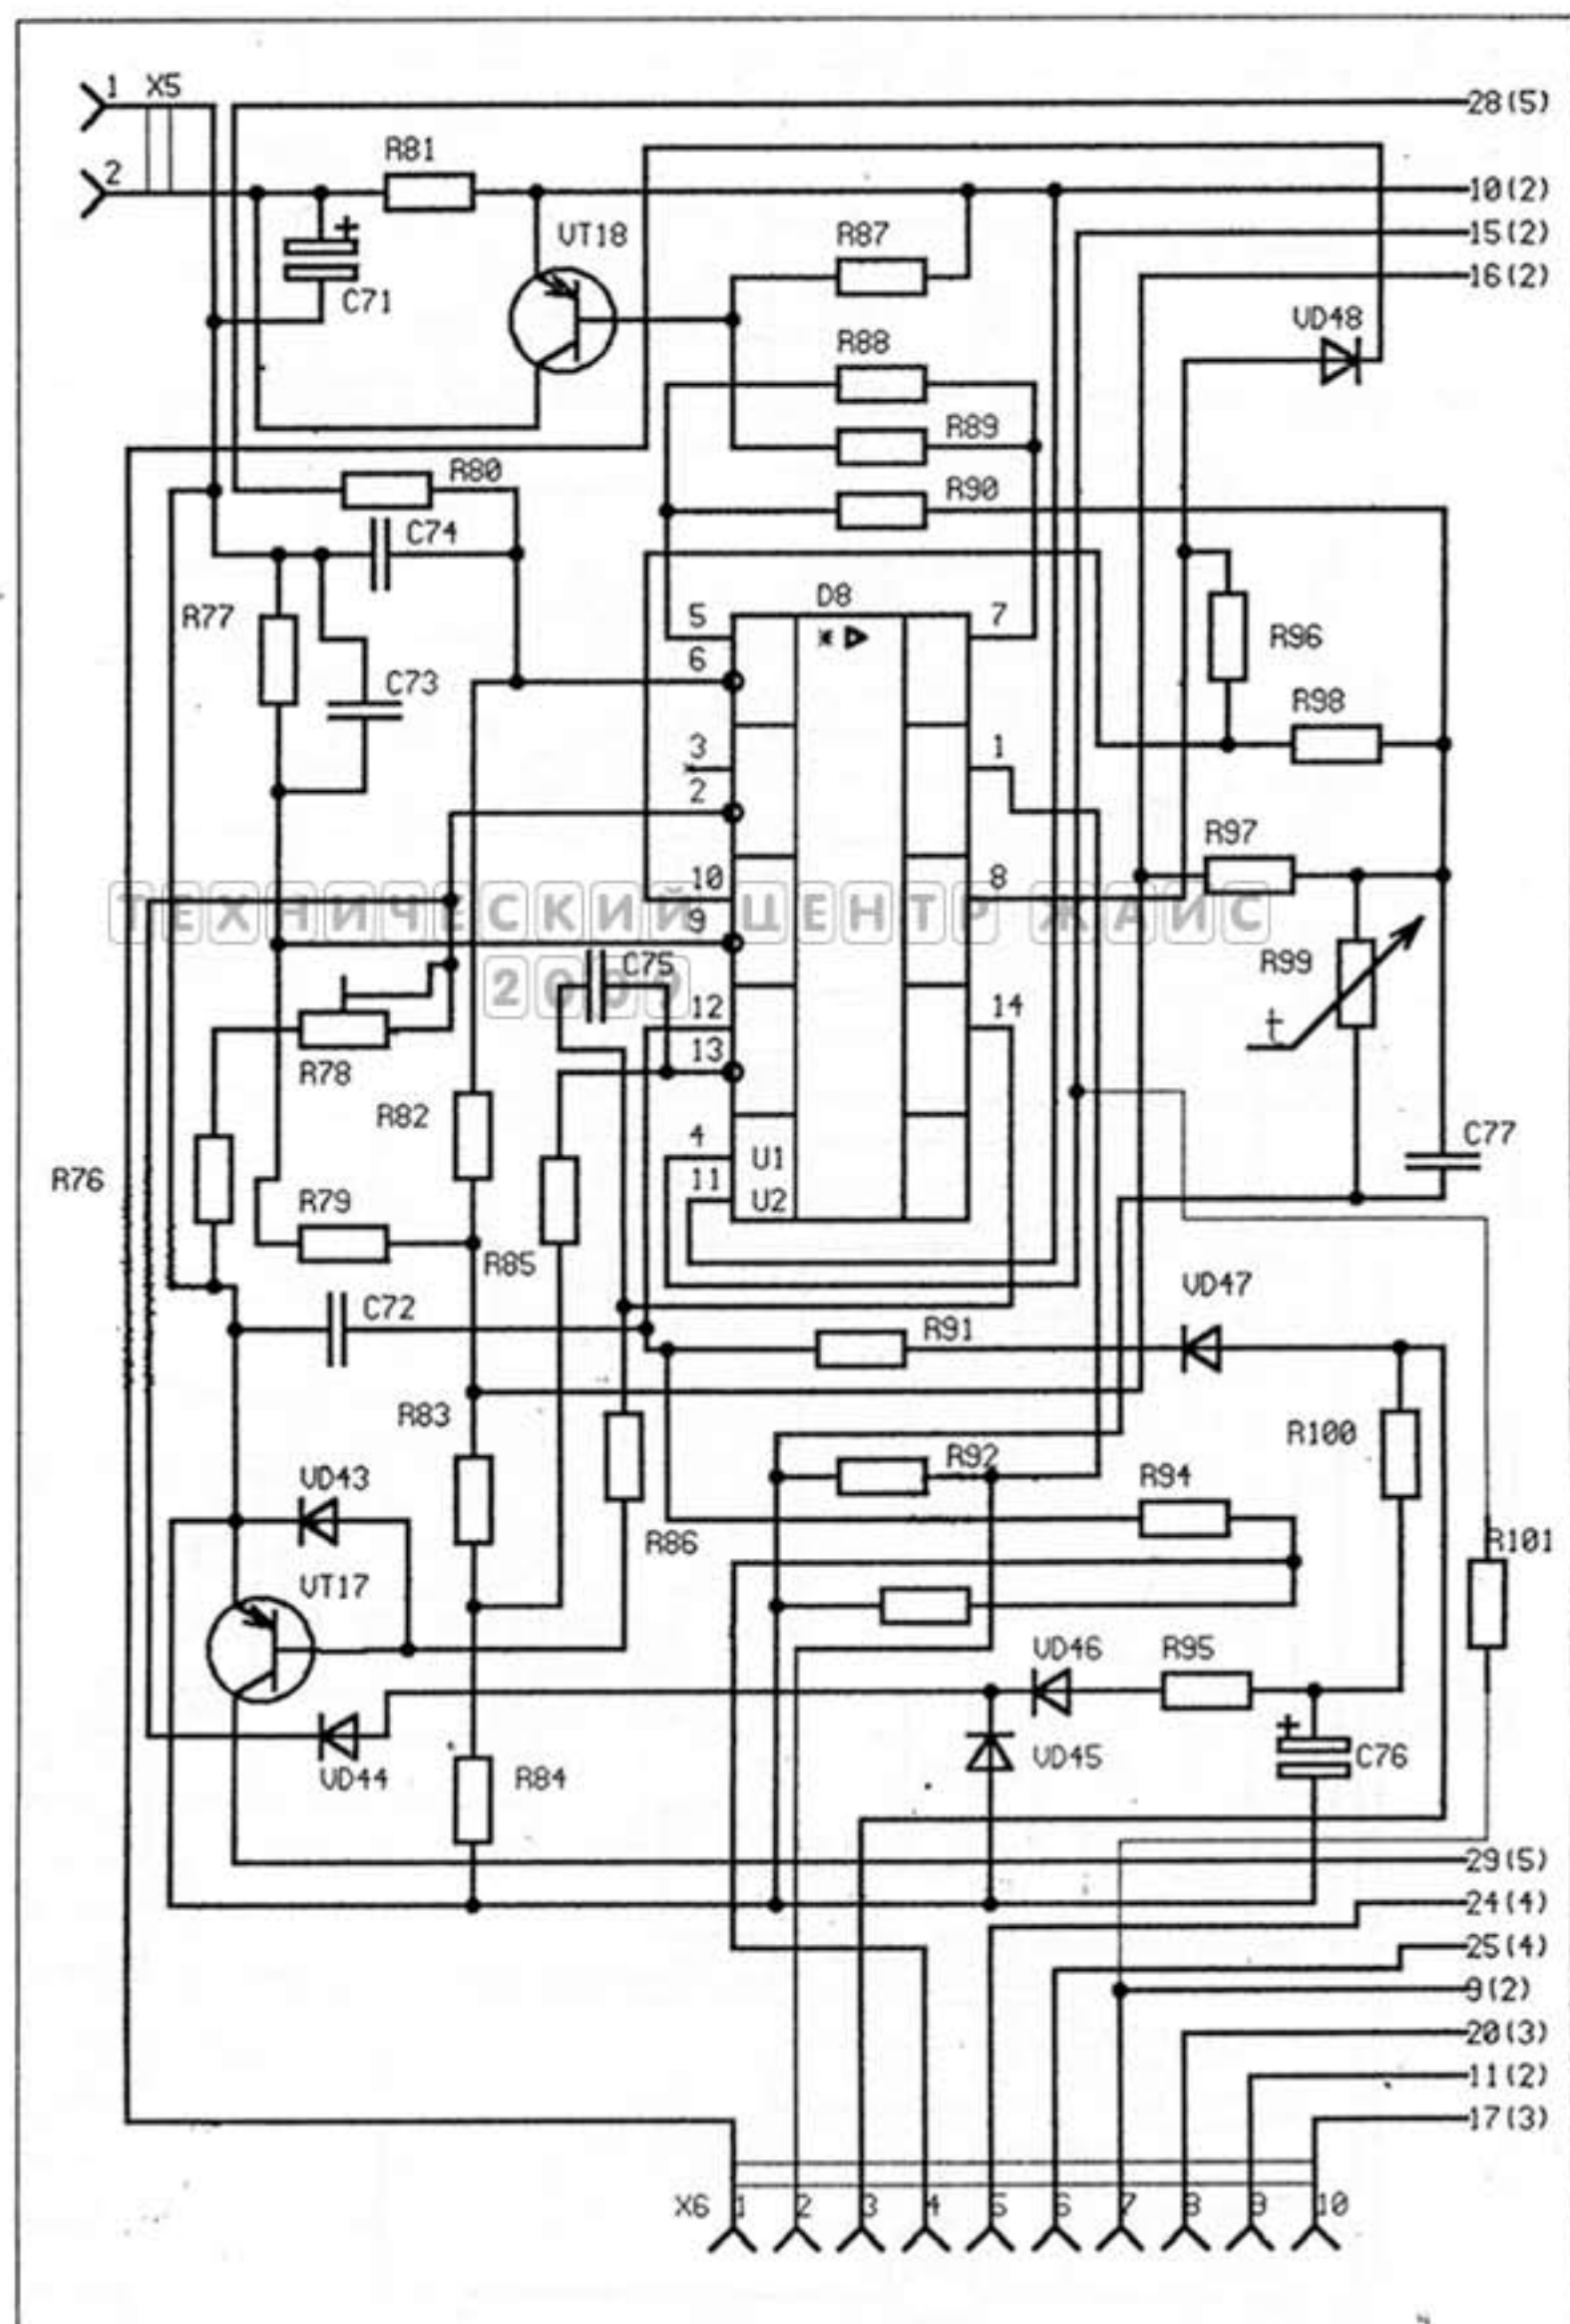 1 X5
28(5)
2
R81
10(2)
+
VT18
R87
15(2)
16(2)
C71
VD48
R88
R89
R80
R90
C74
D8
R77
5
7
6
R96
C73
R98
3
1
2
R97
10
8
ТЕХНИЧЕСКИЙ ЦЕНТР ЖАИС
9
2009
C75
R99
12
14
t
R78
13
R82
4
U1
C77
R76
11
U2
R79
R85
VD47
C72
R91
R83
R100
R92
VD43
R94
R86
R101
VT17
VD46
R95
+
VD44
R84
VD45
C76
29(5)
24(4)
25(4)
9(2)
20(3)
11(2)
17(3)
X6 1 2 3 4 5 6 7 8 9 10